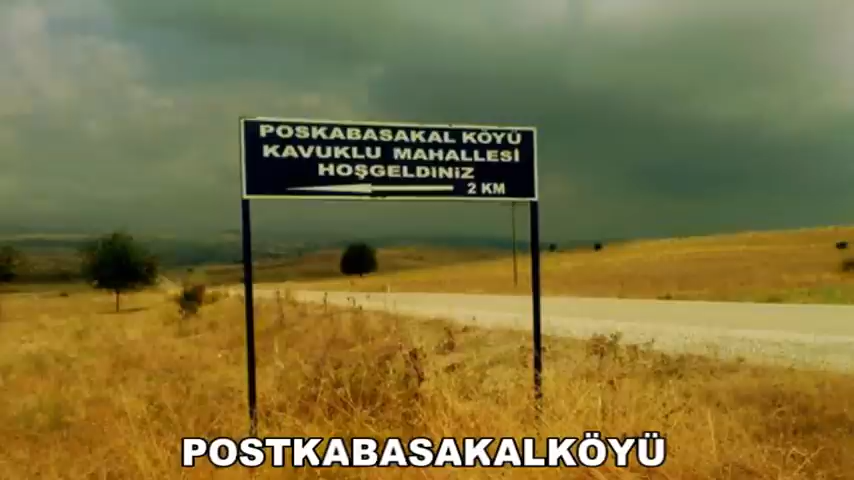 POSKABASAKAL KÖYÜ
KAVUKLU MAHALLESİ
HOŞGELDİNİZ
2 KM
POSTKABASAKALKÖYÜ